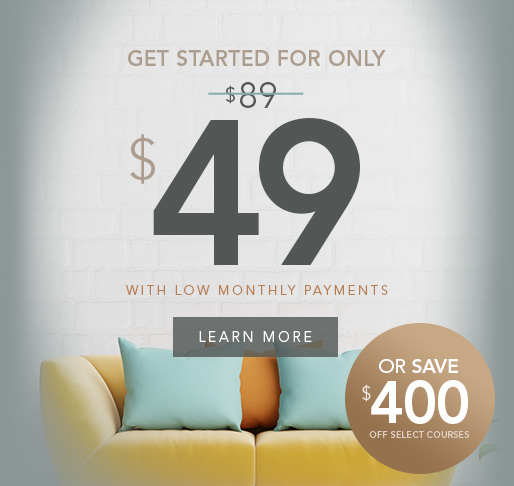 GET STARTED FOR ONLY
$89
$49
WITH LOW MONTHLY PAYMENTS
LEARN MORE
OR SAVE
$400
OFF SELECT COURSES